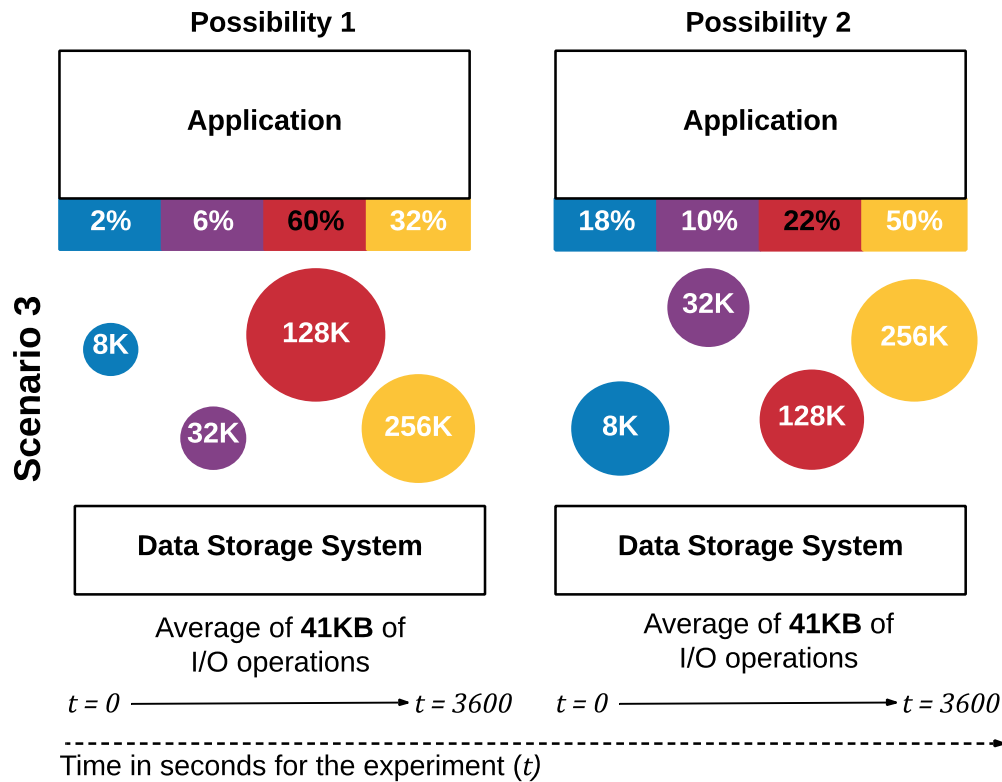 Possibility 1
Application
2% 6% 60% 32%
8K
32K
128K
256K
Data Storage System
Average of 41KB of
I/O operations
t = 0 t = 3600
Possibility 2
Application
18% 10% 22% 50%
8K
32K
128K
256K
Data Storage System
Average of 41KB of
I/O operations
t = 0 t = 3600
Scenario 3
Time in seconds for the experiment (t)